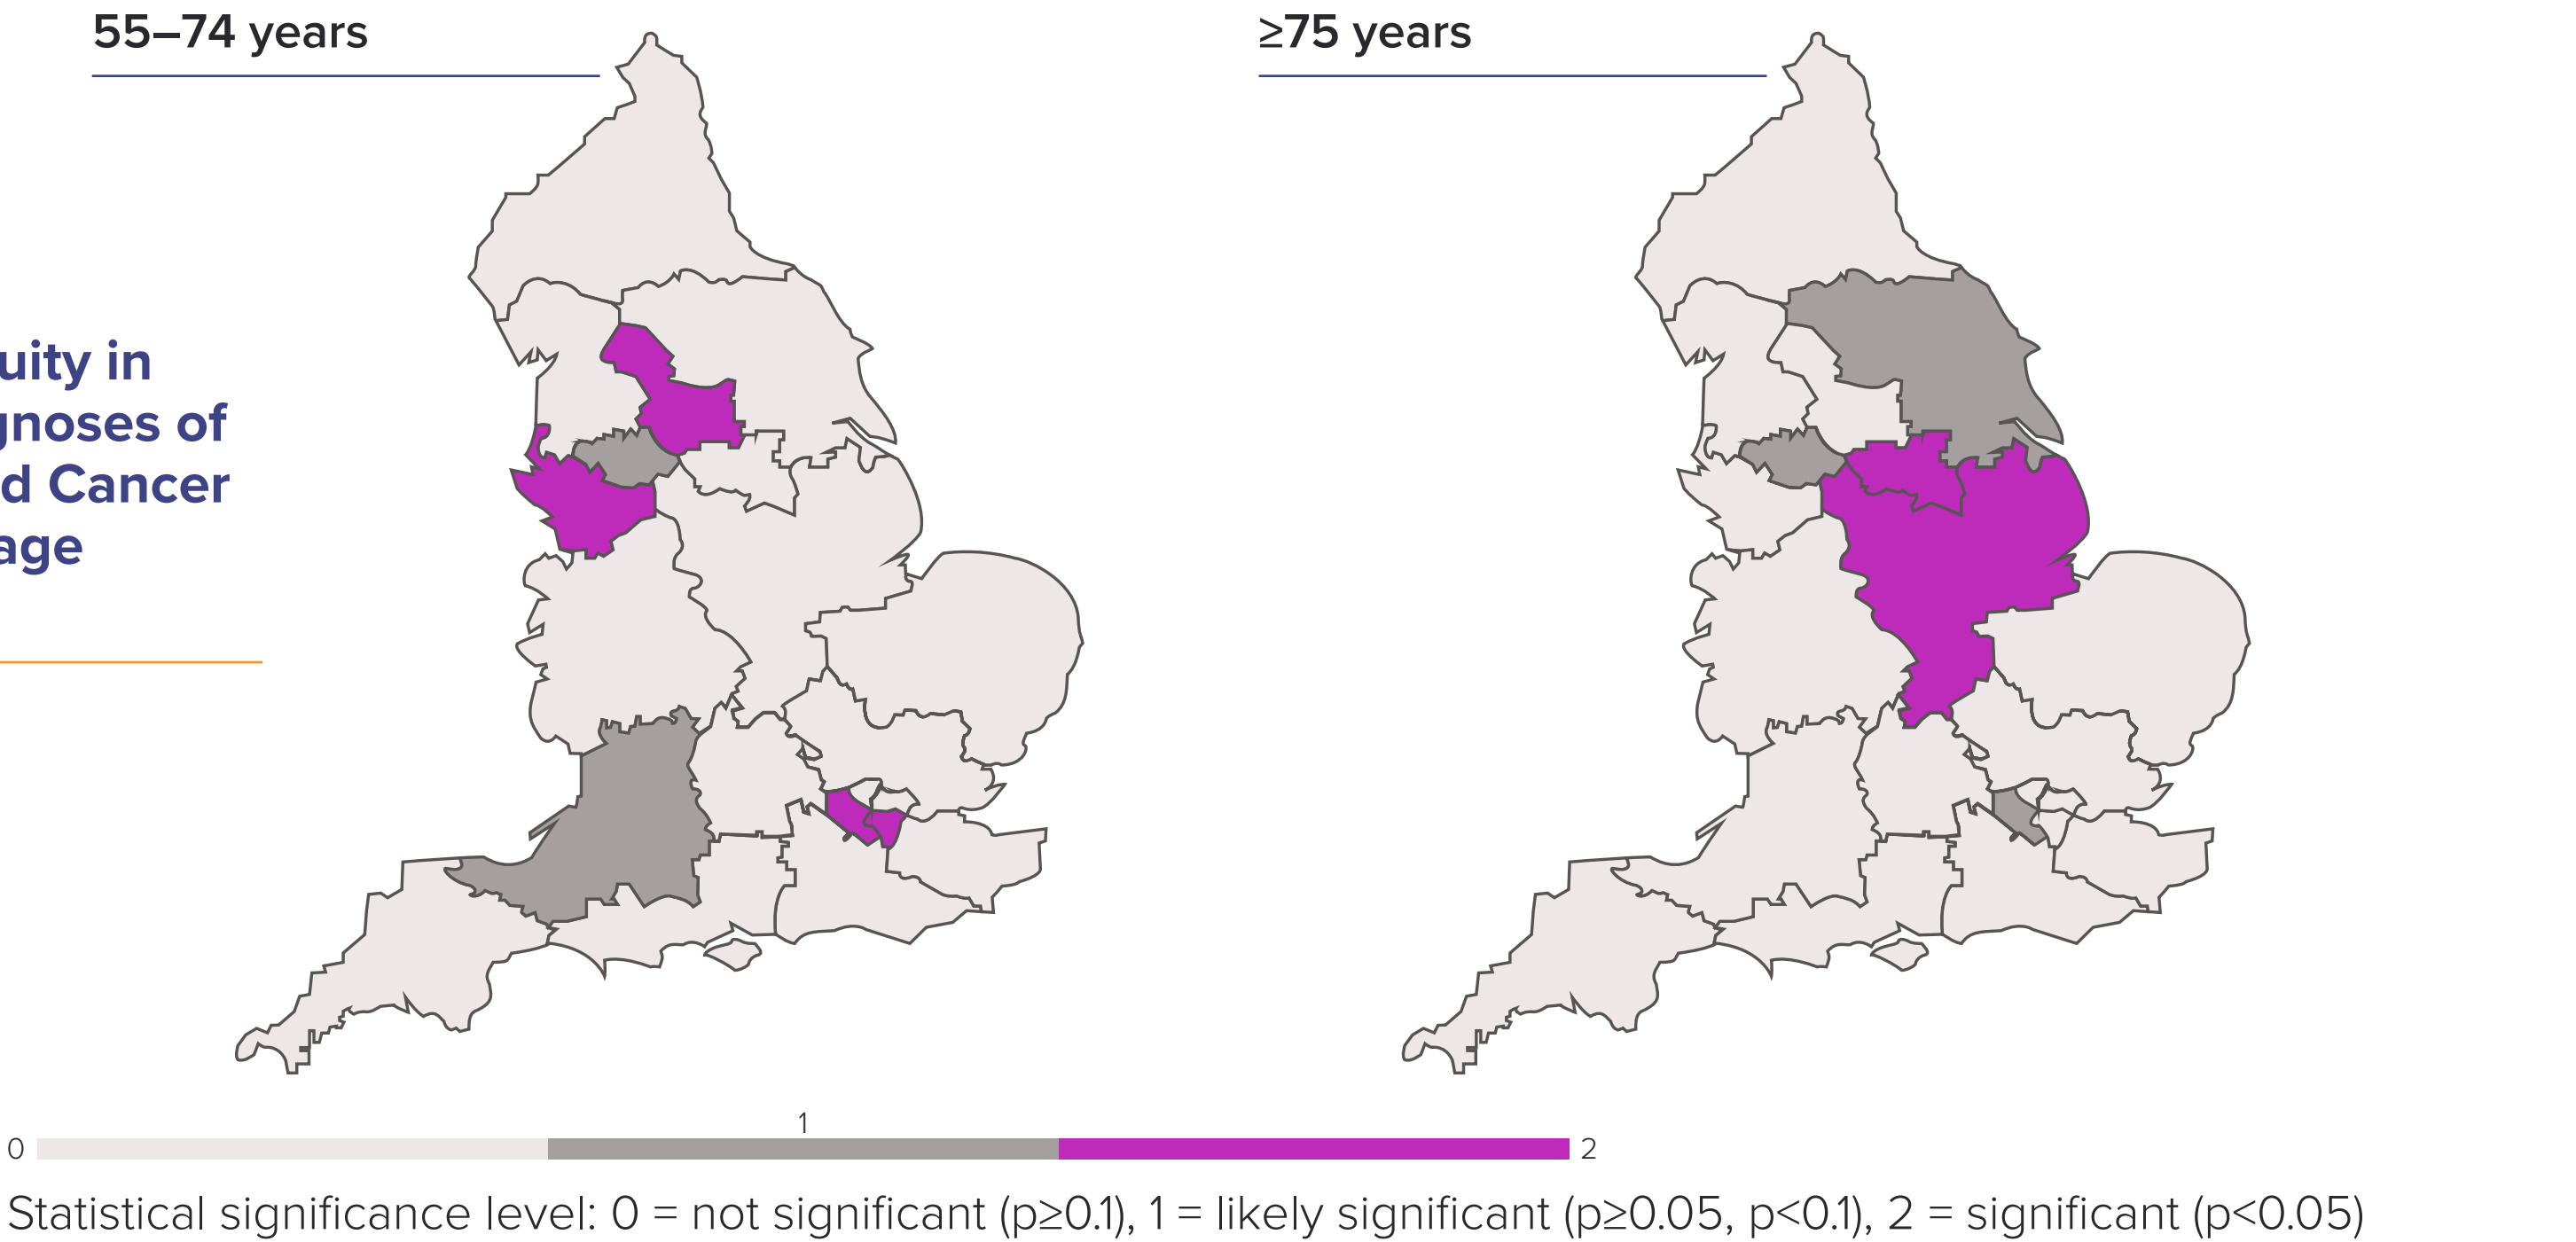 55–74 years
≥75 years
uity in
gnoses of
d Cancer
age
1
0
2
Statistical significance level: 0 = not significant (p≥0.1), 1 = likely significant (p≥0.05, p<0.1), 2 = significant (p<0.05)